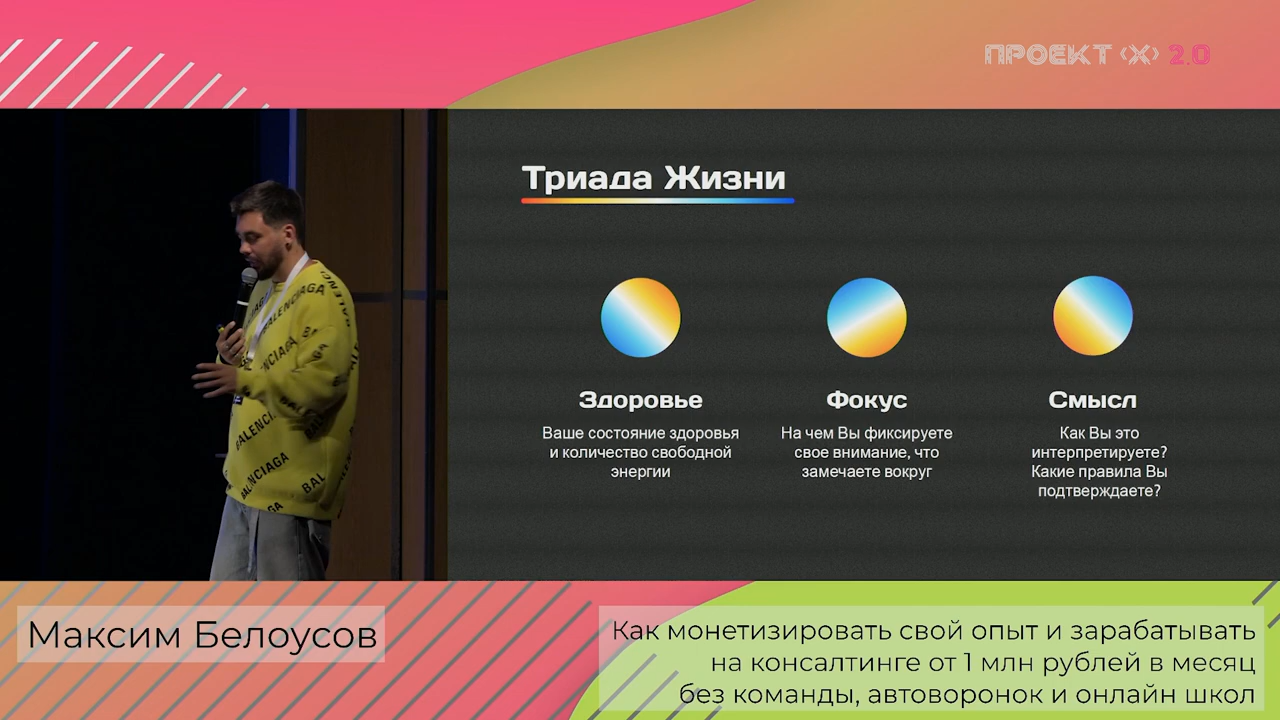 ПРОЕКТ ‹X› 2.0
Триада Жизни
Здоровье
Ваше состояние здоровья
и количество свободной
энергии
Фокус
На чем Вы фиксируете
свое внимание, что
замечаете вокруг
Смысл
Как Вы это
интерпретируете?
Какие правила Вы
подтверждаете?
BALENCIAGA
BALENCIAGA
Максим Белоусов
Как монетизировать свой опыт и зарабатывать
на консалтинге от 1 млн рублей в месяц
без команды, автоворонок и онлайн школ